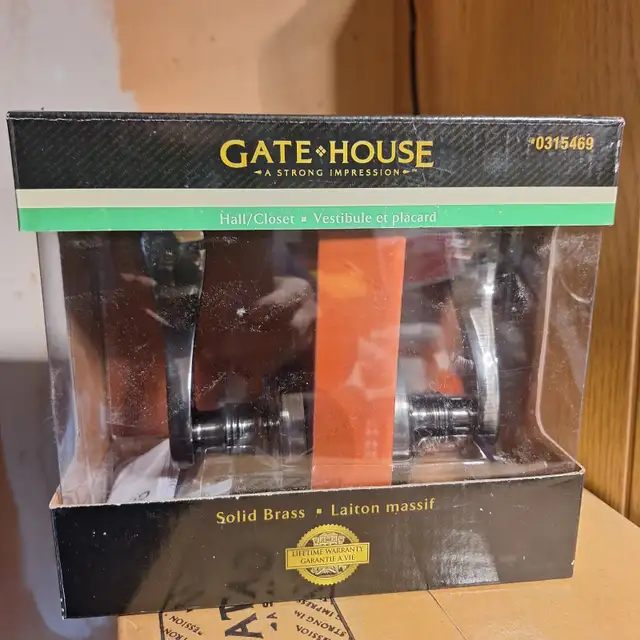 GATE HOUSE
A STRONG IMPRESSION
#0315469
Hall/Closet ▪ Vestibule et placard
Solid Brass ▪ Laiton massif
LIFETIME WARRANTY
GARANTIE A VIE